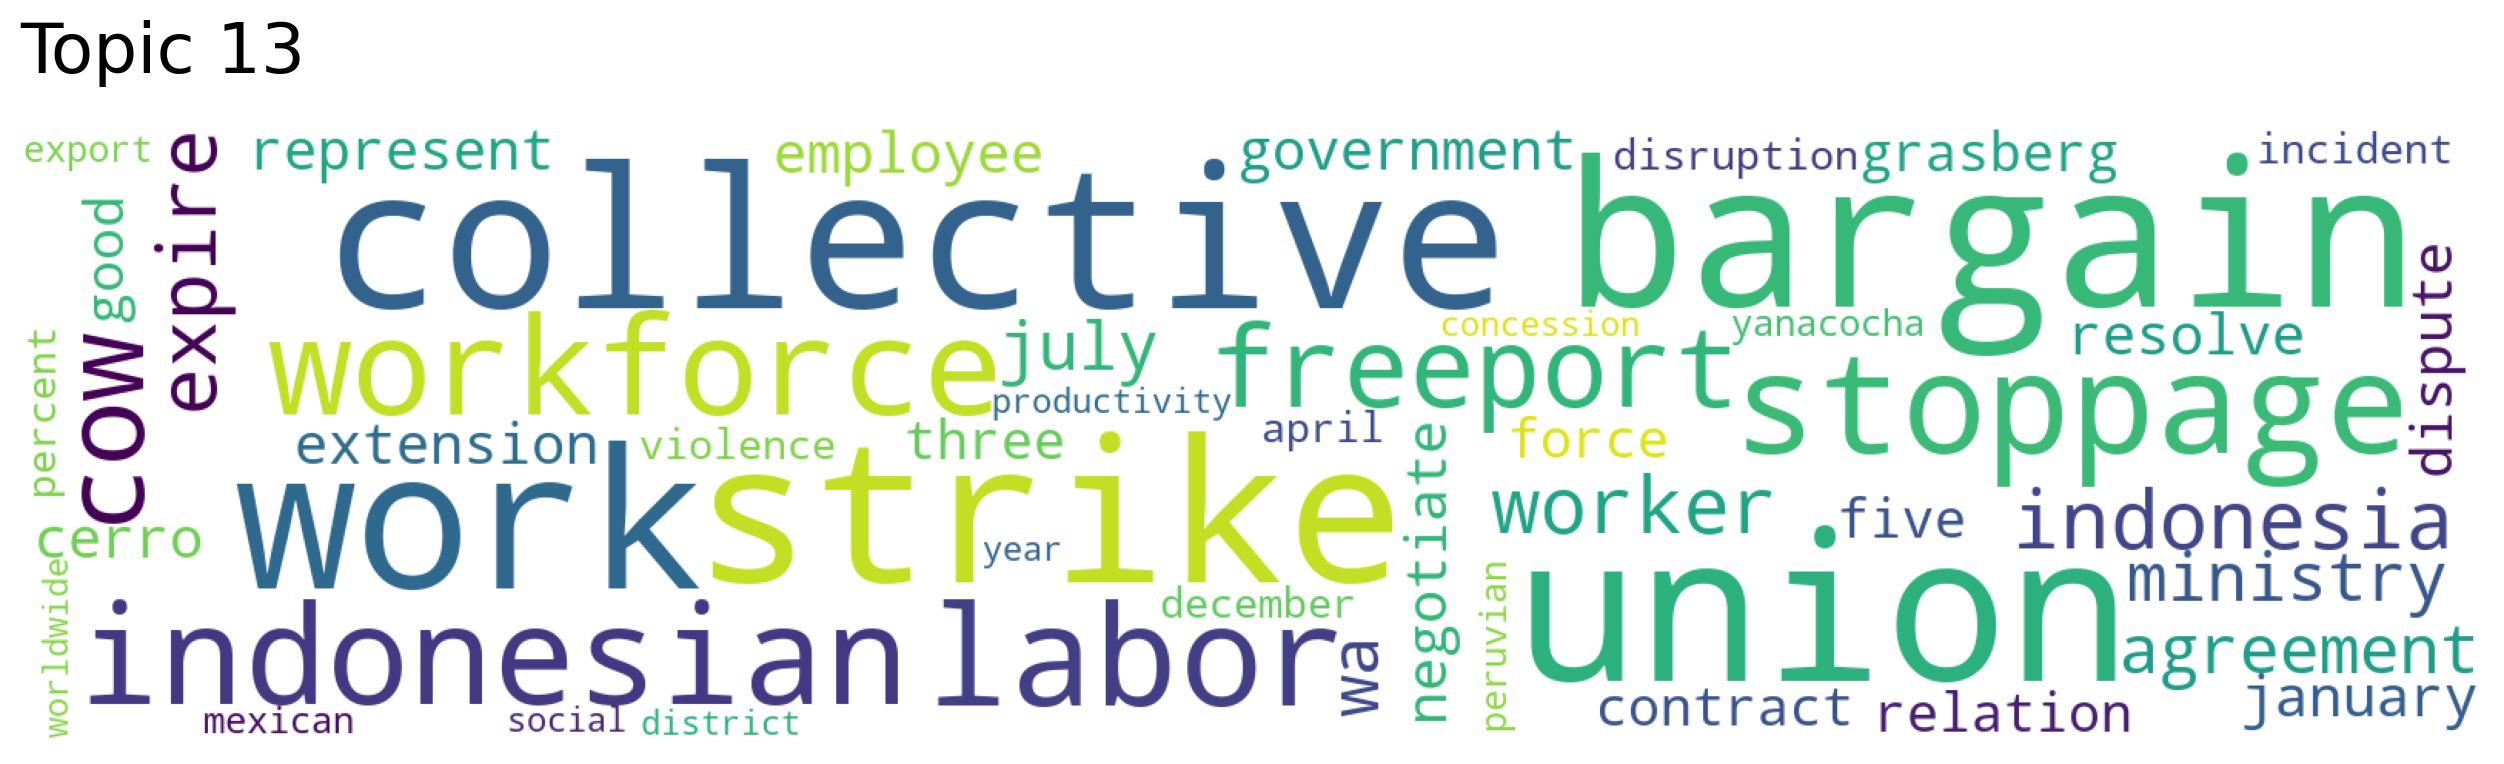 Topic 13
export
expire
represent
employee
government
disruption
grasberg
incident
good
collective
bargain
dispute
percent
cow
workforce
july
freeport
concession
yanacocha
resolve
productivity
stoppage
extension
violence
three
april
force
negotiate
cerro
work
strike
year
worker
five
indonesia
worldwide
december
peruvian
union
ministry
indonesian
labor
wa
agreement
mexican
social
district
contract
relation
january